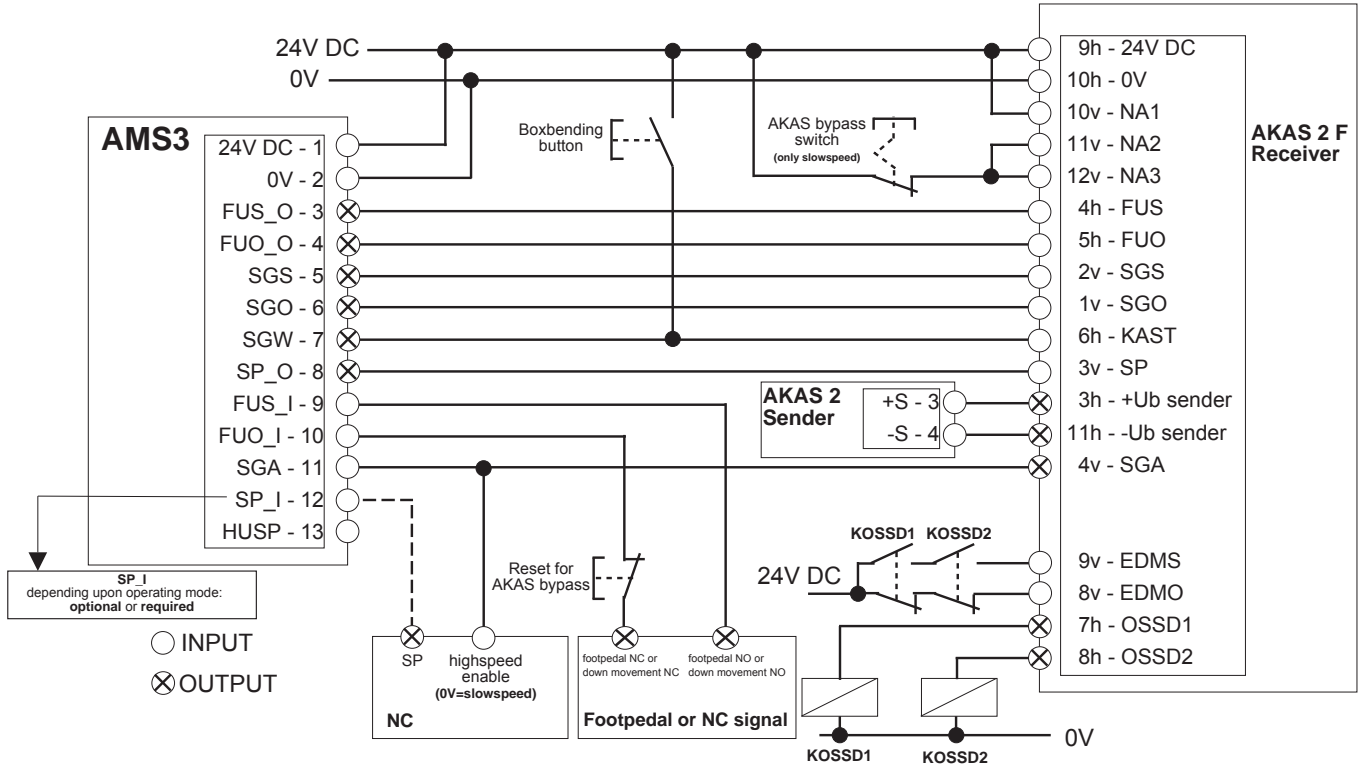 24V DC
0V
AMS3
24V DC - 1
0V - 2
FUS_O - 3
FUO_O - 4
SGS - 5
SGO - 6
SGW - 7
SP_O - 8
FUS_I - 9
FUO_I - 10
SGA - 11
SP_I - 12
HUSP - 13
SP_I
depending upon operating mode:
optional or required
INPUT
OUTPUT
Boxbending
button
AKAS bypass
switch
(only slowspeed)
AKAS 2
Sender
+S - 3
-S - 4
Reset for
AKAS bypass
SP
highspeed
enable
(0V=slowspeed)
NC
footpedal NC or
down movement NC
footpedal NO or
down movement NO
Footpedal or NC signal
24V DC
KOSSD1
KOSSD2
KOSSD1
KOSSD2
0V
9h - 24V DC
10h - 0V
10v - NA1
11v - NA2
12v - NA3
4h - FUS
5h - FUO
2v - SGS
1v - SGO
6h - KAST
3v - SP
3h - +Ub sender
11h - -Ub sender
4v - SGA
9v - EDMS
8v - EDMO
7h - OSSD1
8h - OSSD2
AKAS 2 F
Receiver